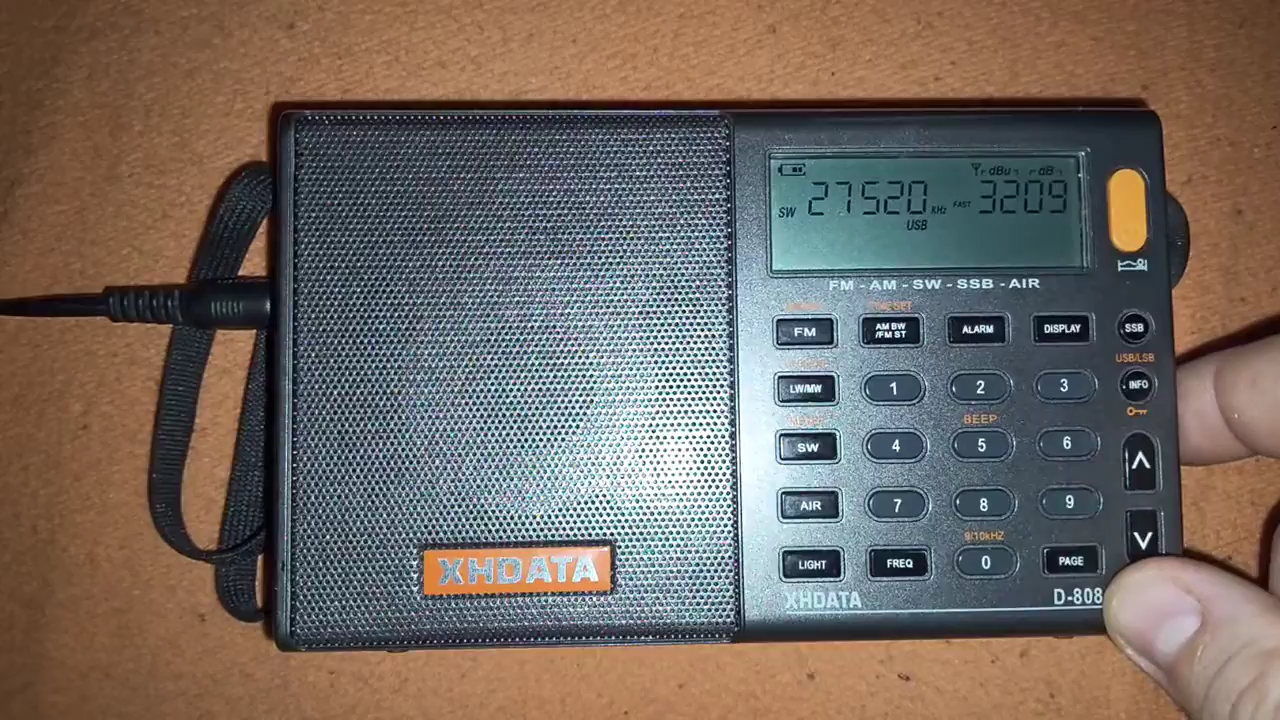 dBu dB
SW 27520 KHz FAST 3209
USB
FM - AM - SW - SSB - AIR
FM AM BW /FM ST ALARM DISPLAY SSB
USB/LSB
LW/MW 1 2 3 INFO
BEEP
SW 4 5 6
AIR 7 8 9
9/10kHZ
LIGHT FREQ 0 PAGE
XHDATA D-808
XHDATA